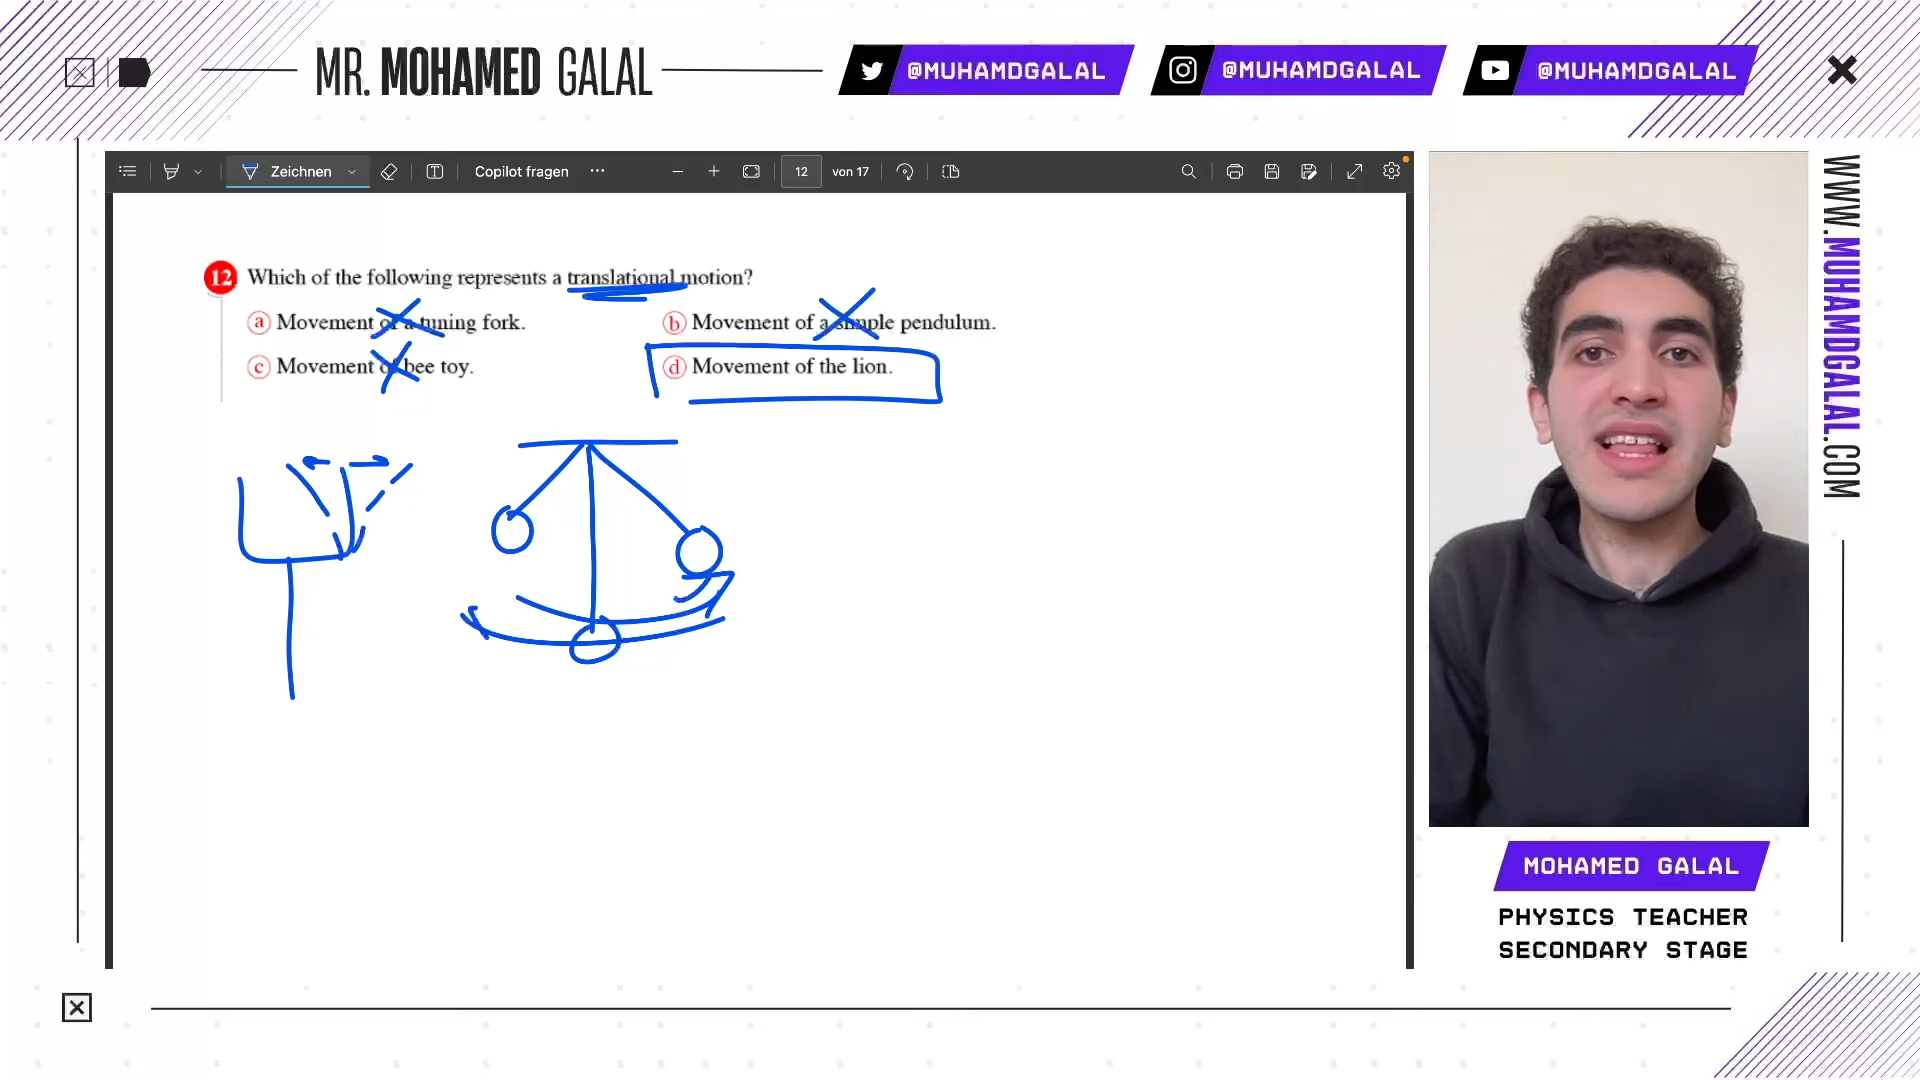 MR. MOHAMED GALAL
@MUHAMDGALAL
@MUHAMDGALAL
@MUHAMDGALAL
Zeichnen
Copilot fragen
12
von 17
12 Which of the following represents a translational motion?
a Movement of a tuning fork.
b Movement of a simple pendulum.
c Movement of bee toy.
d Movement of the lion.
WWW.MUHAMDGALAL.COM
MOHAMED GALAL
PHYSICS TEACHER
SECONDARY STAGE